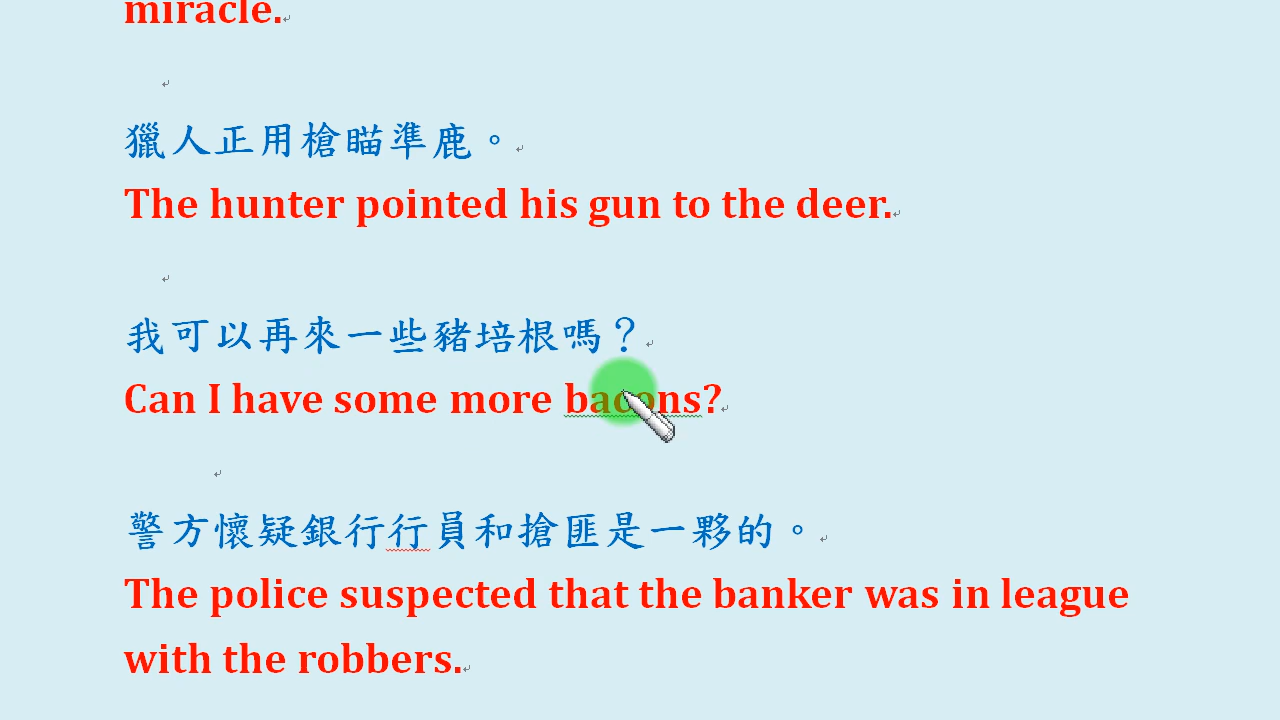 miracle.
獵人正用槍瞄準鹿。
The hunter pointed his gun to the deer.
我可以再來一些豬培根嗎？
Can I have some more bacons?
警方懷疑銀行行員和搶匪是一夥的。
The police suspected that the banker was in league
with the robbers.